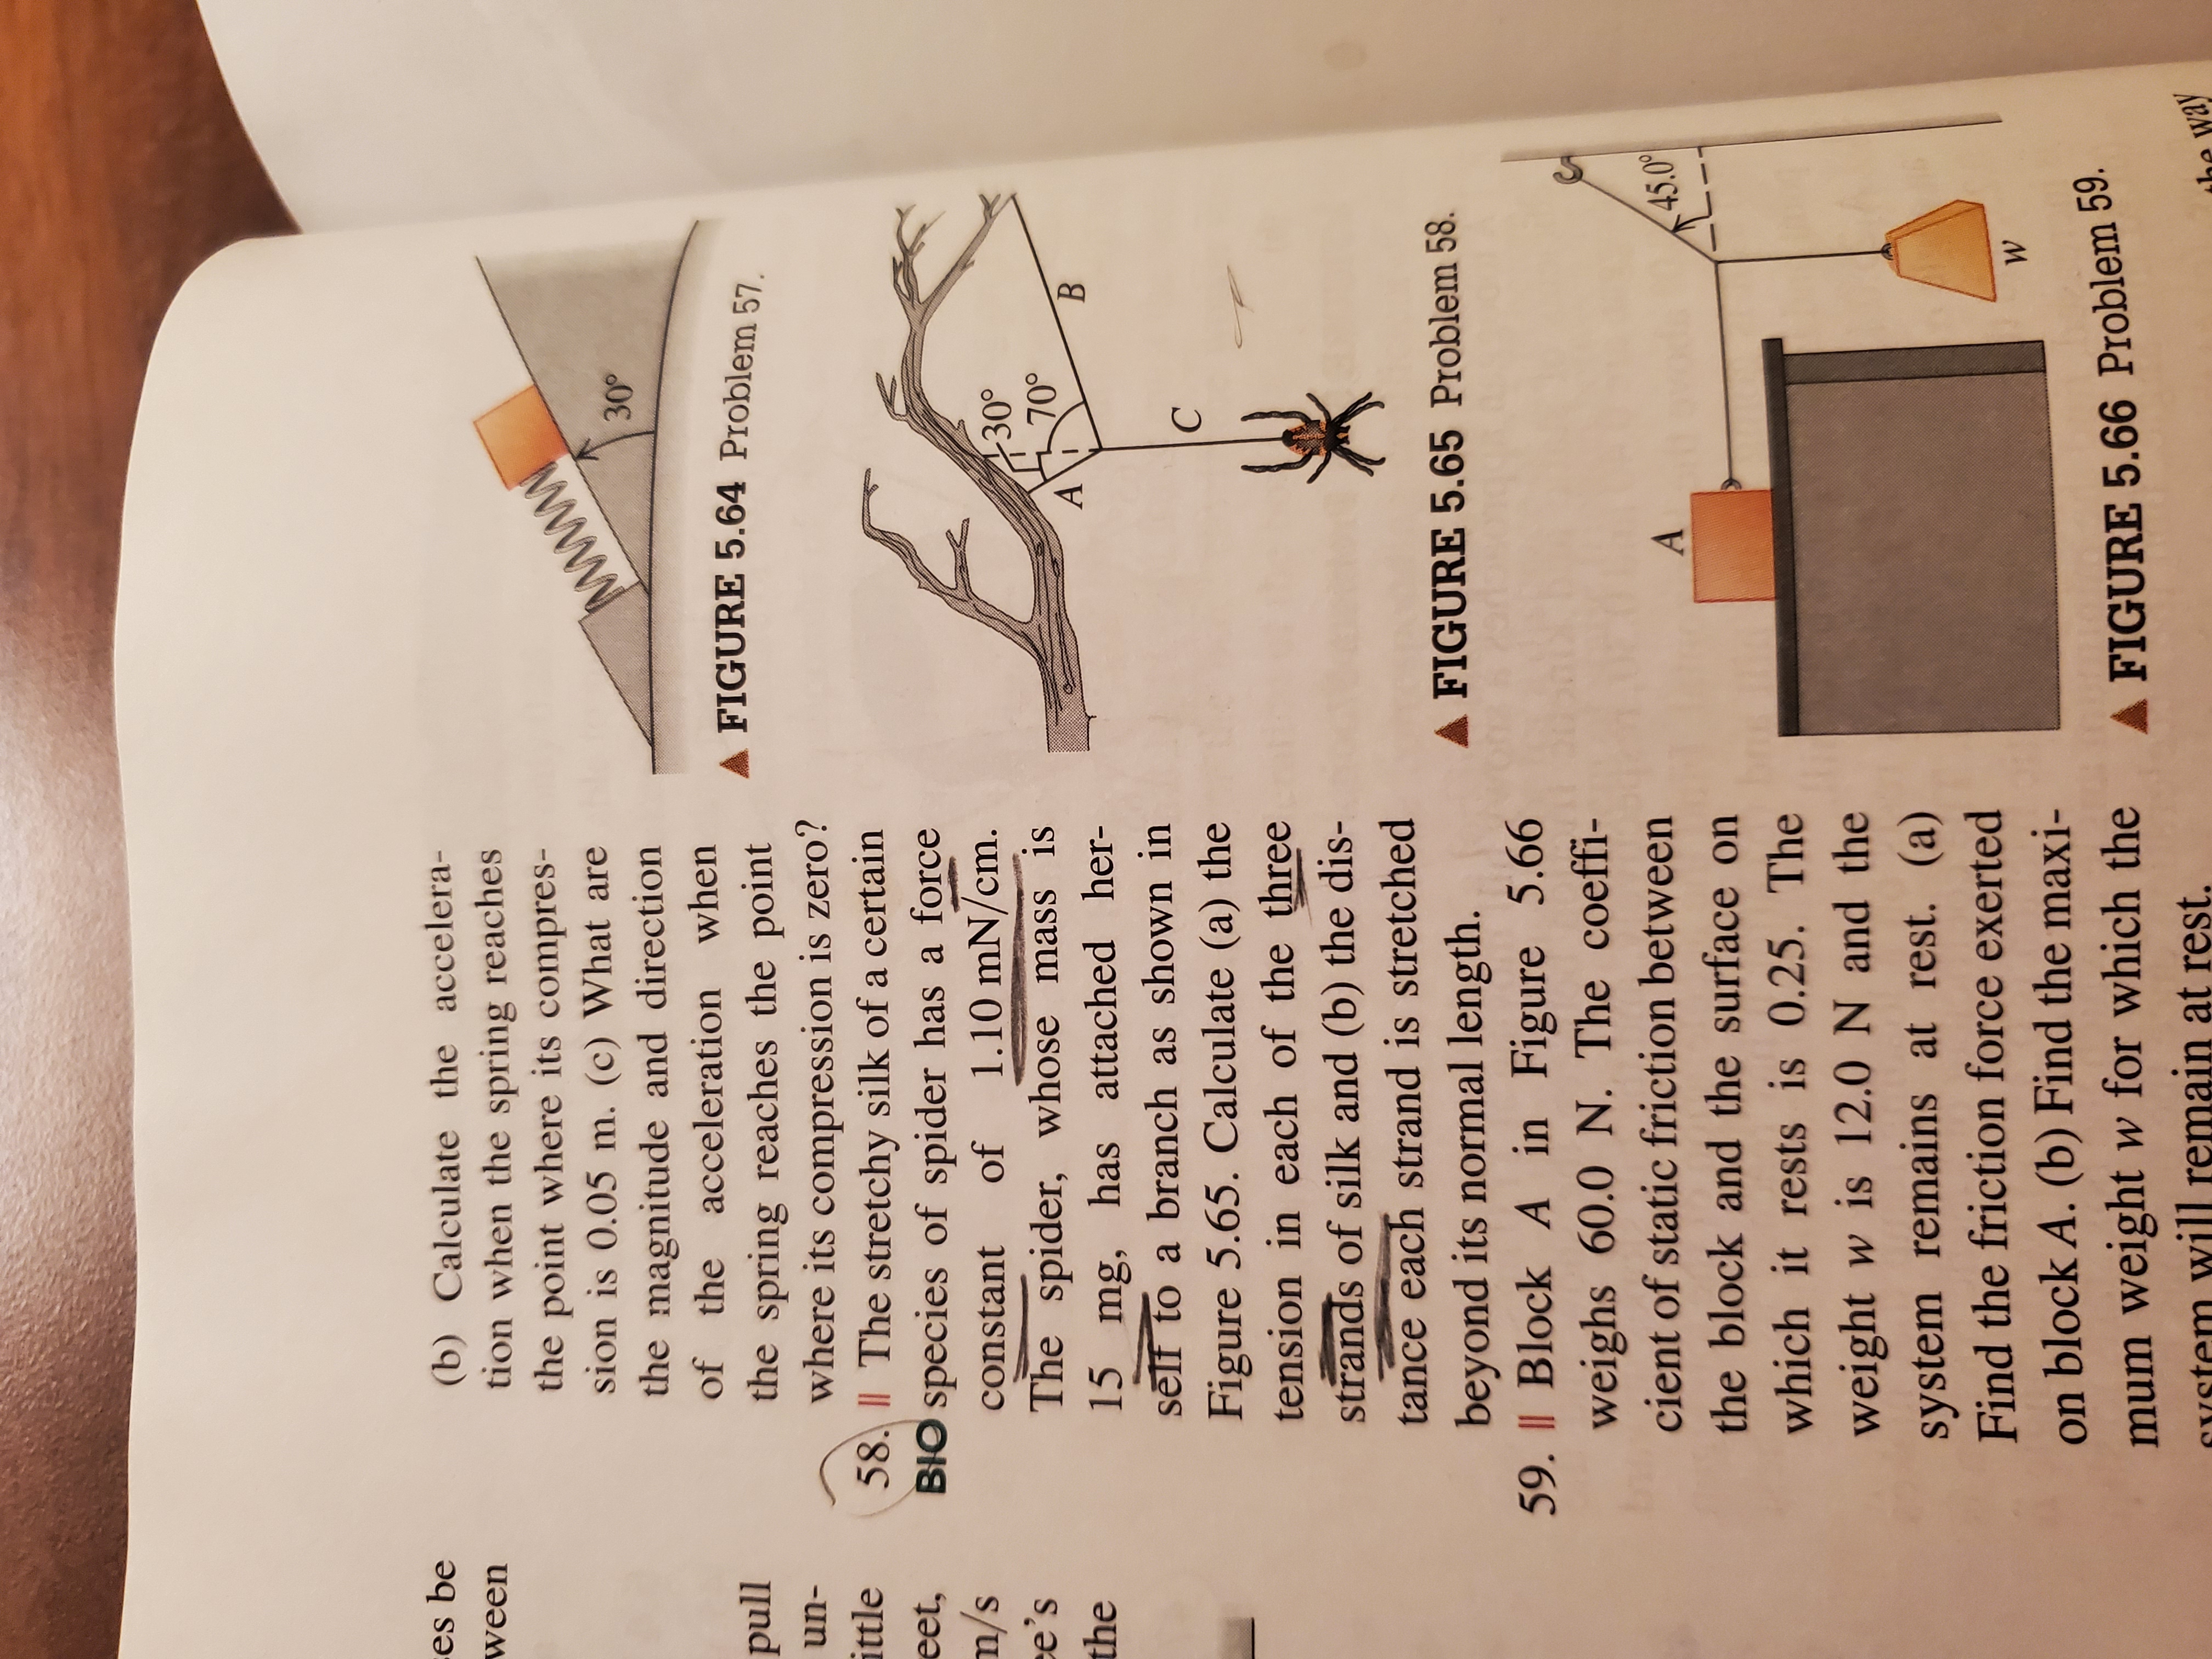 es be
ween
pull
un-
ittle
eet,
m/s
ce's
the
(b) Calculate the accelera-
tion when the spring reaches
the point where its compres-
sion is 0.05 m. (c) What are
the magnitude and direction
of the acceleration when
the spring reaches the point
where its compression is zero?
58. || The stretchy silk of a certain
BIO species of spider has a force
constant of 1.10 mN/cm.
The spider, whose mass is
15 mg, has attached her-
self to a branch as shown in
Figure 5.65. Calculate (a) the
tension in each of the three
strands of silk and (b) the dis-
tance each strand is stretched
beyond its normal length.
59. || Block A in Figure 5.66
weighs 60.0 N. The coeffi-
cient of static friction between
the block and the surface on
which it rests is 0.25. The
weight w is 12.0 N and the
system remains at rest. (a)
Find the friction force exerted
on block A. (b) Find the maxi-
mum weight w for which the
system will remain at rest.
30°
▲ FIGURE 5.64 Problem 57.
30°
70°
A
B
C
▲ FIGURE 5.65 Problem 58.
A
45.0°
w
▲ FIGURE 5.66 Problem 59.
the way